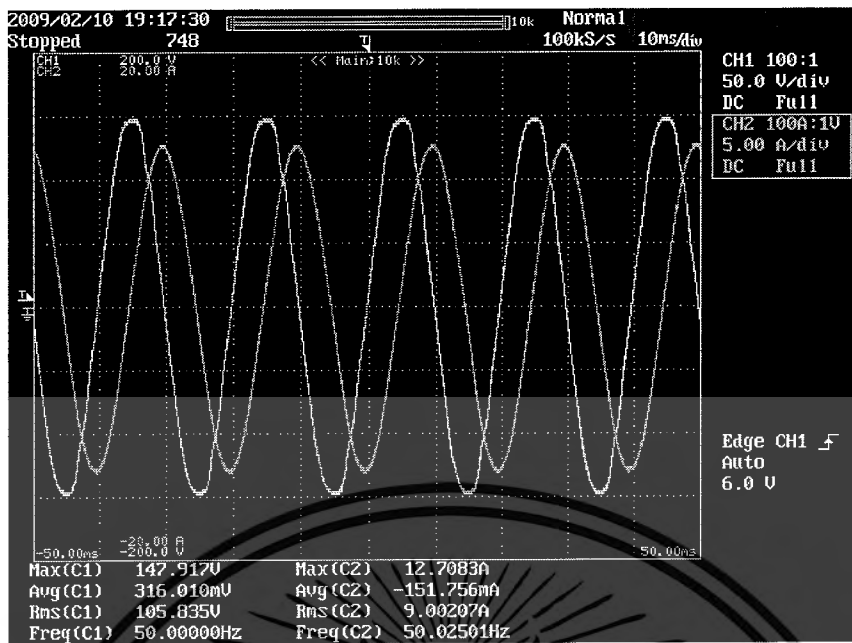 2009/02/10 19:17:30 10k Normal
Stopped 748 100kS/s 10ms/div
CH1 200.0 V << Main:10k >>
CH2 20.00 A
CH1 100:1
50.0 V/div
DC Full
CH2 100A:1V
5.00 A/div
DC Full
Edge CH1
Auto
6.0 V
-20.00 A
-50.00ms -200.0 V 50.00ms
Max(C1) 147.917V Max(C2) 12.7083A
Avg(C1) 316.010mV Avg(C2) -151.756mA
Rms(C1) 105.835V Rms(C2) 9.00207A
Freq(C1) 50.00000Hz Freq(C2) 50.02501Hz